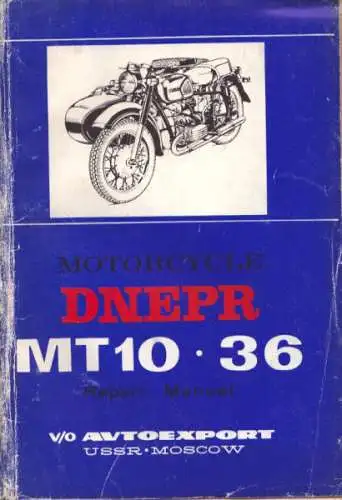 MOTORCYCLE
DNEPR
MT10 · 36
Repair Manual
V/O AVTOEXPORT
USSR · MOSCOW